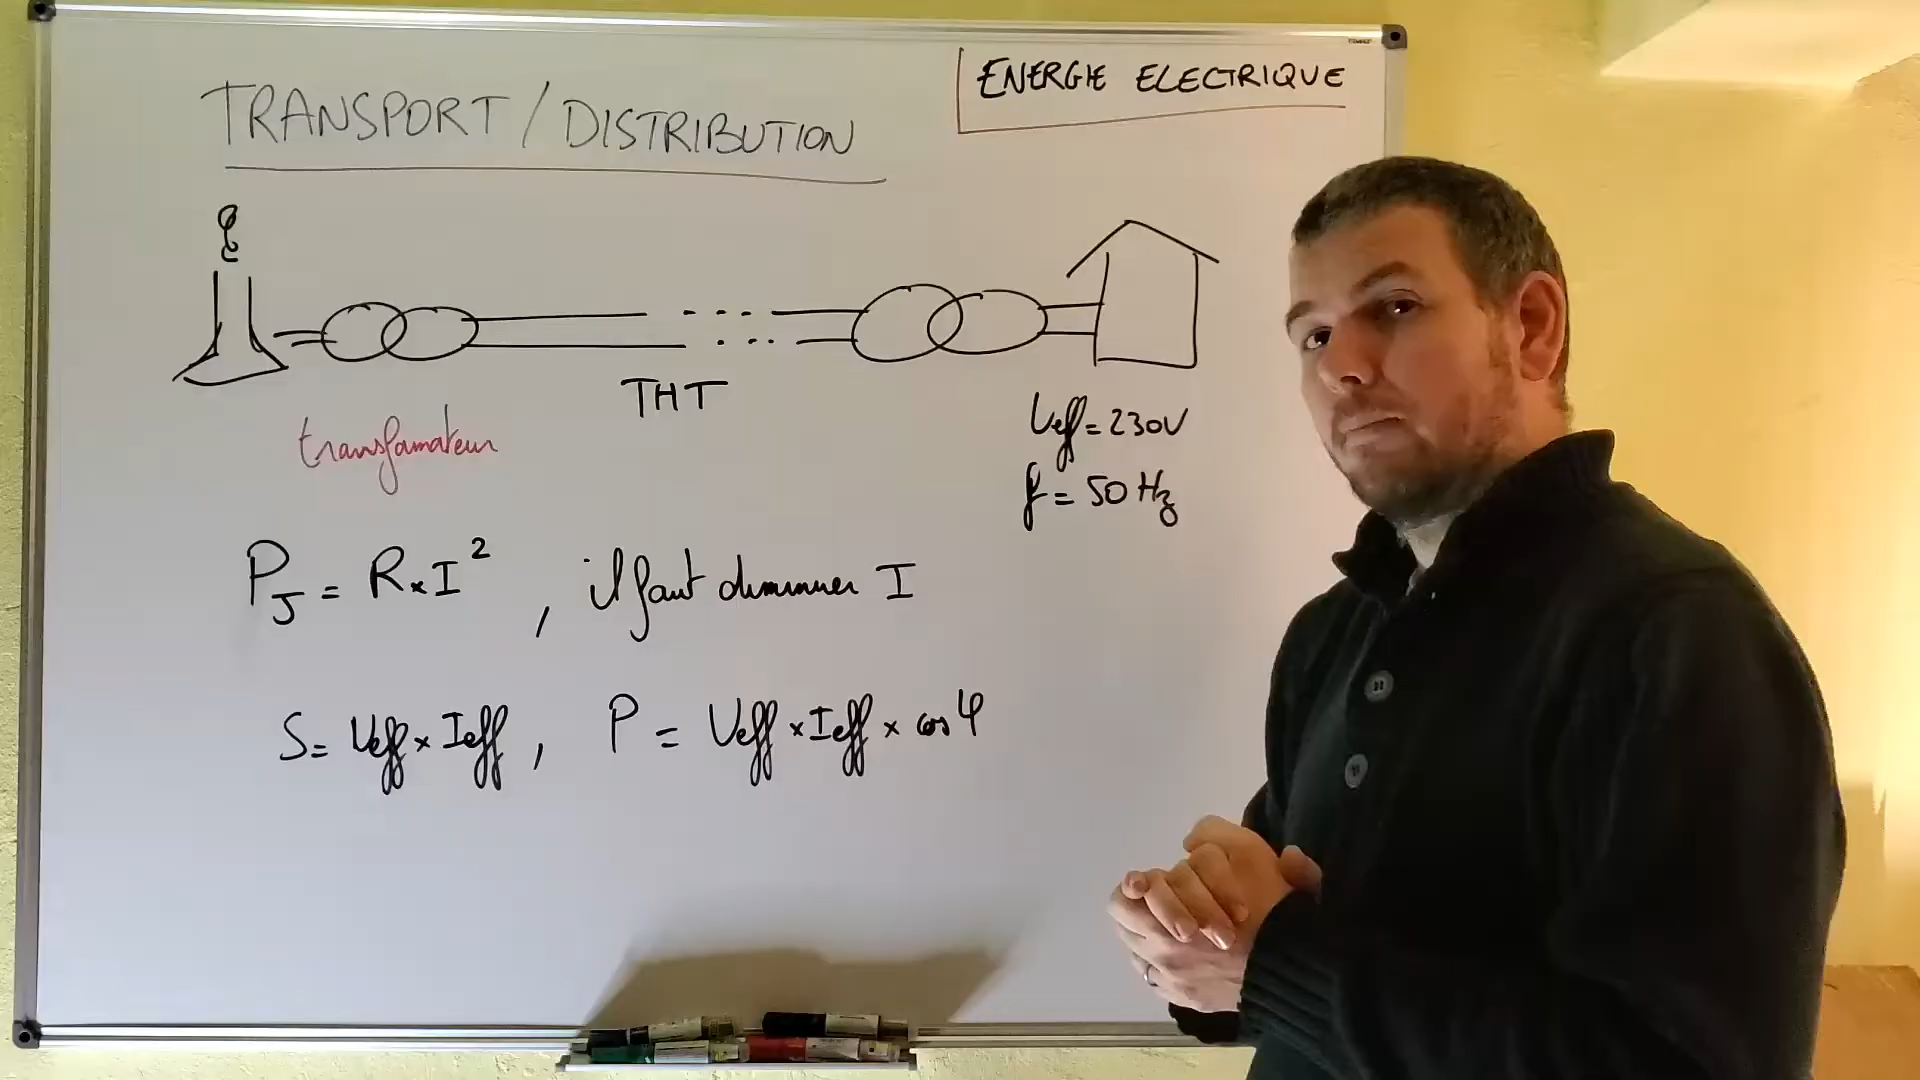 ENERGIE ELECTRIQUE
TRANSPORT / DISTRIBUTION
THT
transformateur
Ueff = 230V
f = 50 Hz
PJ = R × I², il faut diminuer I
S = Ueff × Ieff, P = Ueff × Ieff × cos φ